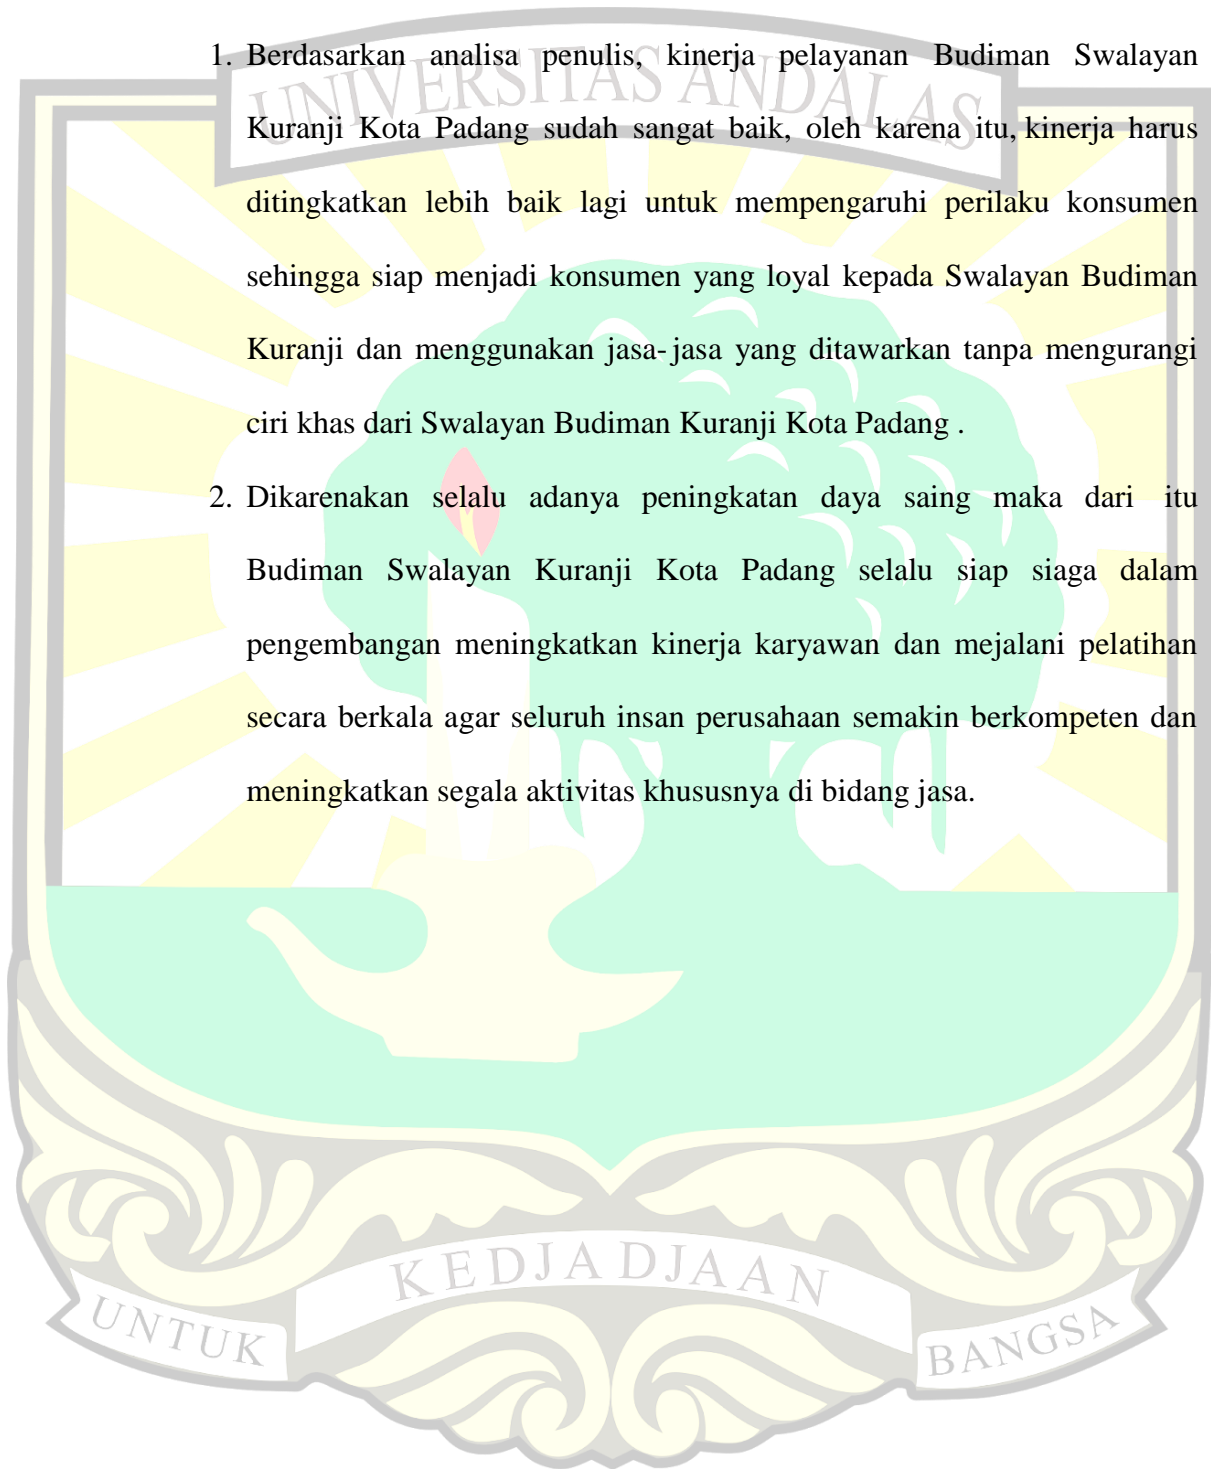 UNIVERSITAS ANDALAS
1. Berdasarkan analisa penulis, kinerja pelayanan Budiman Swalayan
Kuranji Kota Padang sudah sangat baik, oleh karena itu, kinerja harus
ditingkatkan lebih baik lagi untuk mempengaruhi perilaku konsumen
sehingga siap menjadi konsumen yang loyal kepada Swalayan Budiman
Kuranji dan menggunakan jasa-jasa yang ditawarkan tanpa mengurangi
ciri khas dari Swalayan Budiman Kuranji Kota Padang .
2. Dikarenakan selalu adanya peningkatan daya saing maka dari itu
Budiman Swalayan Kuranji Kota Padang selalu siap siaga dalam
pengembangan meningkatkan kinerja karyawan dan mejalani pelatihan
secara berkala agar seluruh insan perusahaan semakin berkompeten dan
meningkatkan segala aktivitas khususnya di bidang jasa.
UNTUK KEDJADJAAN BANGSA